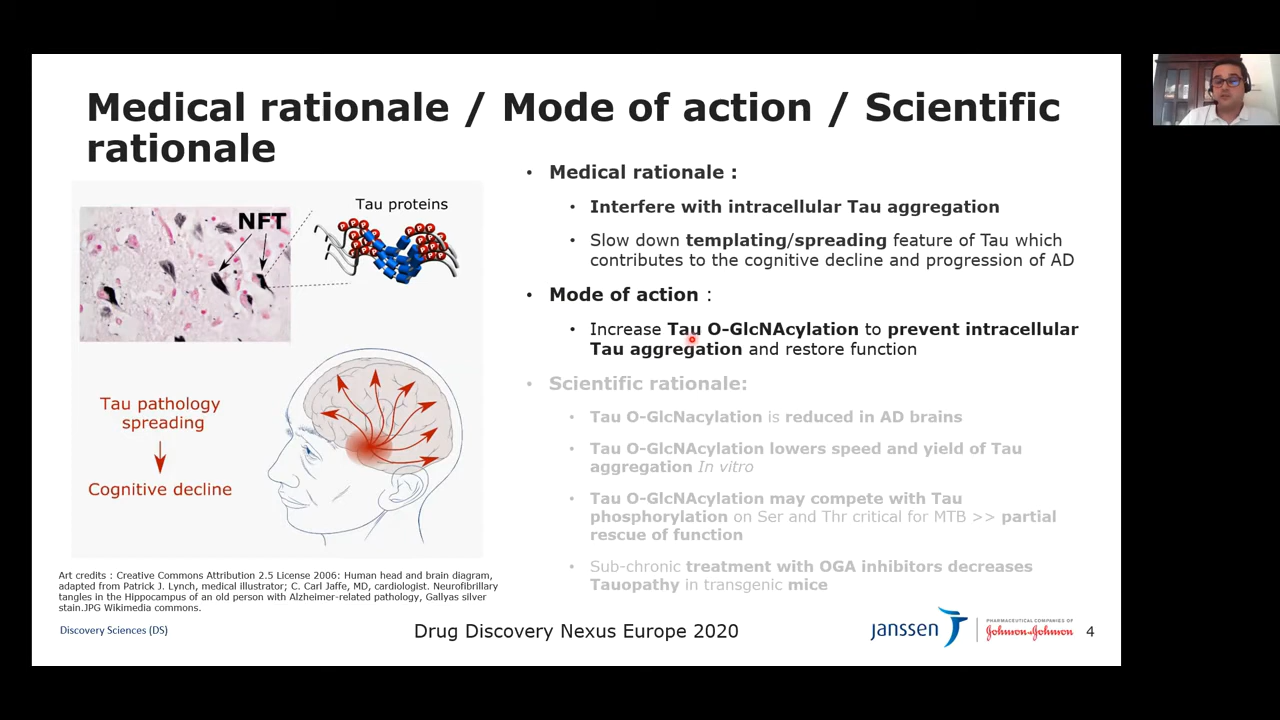 Medical rationale / Mode of action / Scientific
rationale
NFT
Tau proteins
P P P P P P P P P P P P P P P P
Tau pathology
spreading
Cognitive decline
Art credits : Creative Commons Attribution 2.5 License 2006: Human head and brain diagram,
adapted from Patrick J. Lynch, medical illustrator; C. Carl Jaffe, MD, cardiologist. Neurofibrillary
tangles in the Hippocampus of an old person with Alzheimer-related pathology, Gallyas silver
stain.JPG Wikimedia commons.
• Medical rationale :
• Interfere with intracellular Tau aggregation
• Slow down templating/spreading feature of Tau which
contributes to the cognitive decline and progression of AD
• Mode of action :
• Increase Tau O-GlcNAcylation to prevent intracellular
Tau aggregation and restore function
• Scientific rationale:
• Tau O-GlcNacylation is reduced in AD brains
• Tau O-GlcNAcylation lowers speed and yield of Tau
aggregation In vitro
• Tau O-GlcNAcylation may compete with Tau
phosphorylation on Ser and Thr critical for MTB >> partial
rescue of function
• Sub-chronic treatment with OGA inhibitors decreases
Tauopathy in transgenic mice
Discovery Sciences (DS)
Drug Discovery Nexus Europe 2020
janssen
PHARMACEUTICAL COMPANIES OF
Johnson & Johnson
4